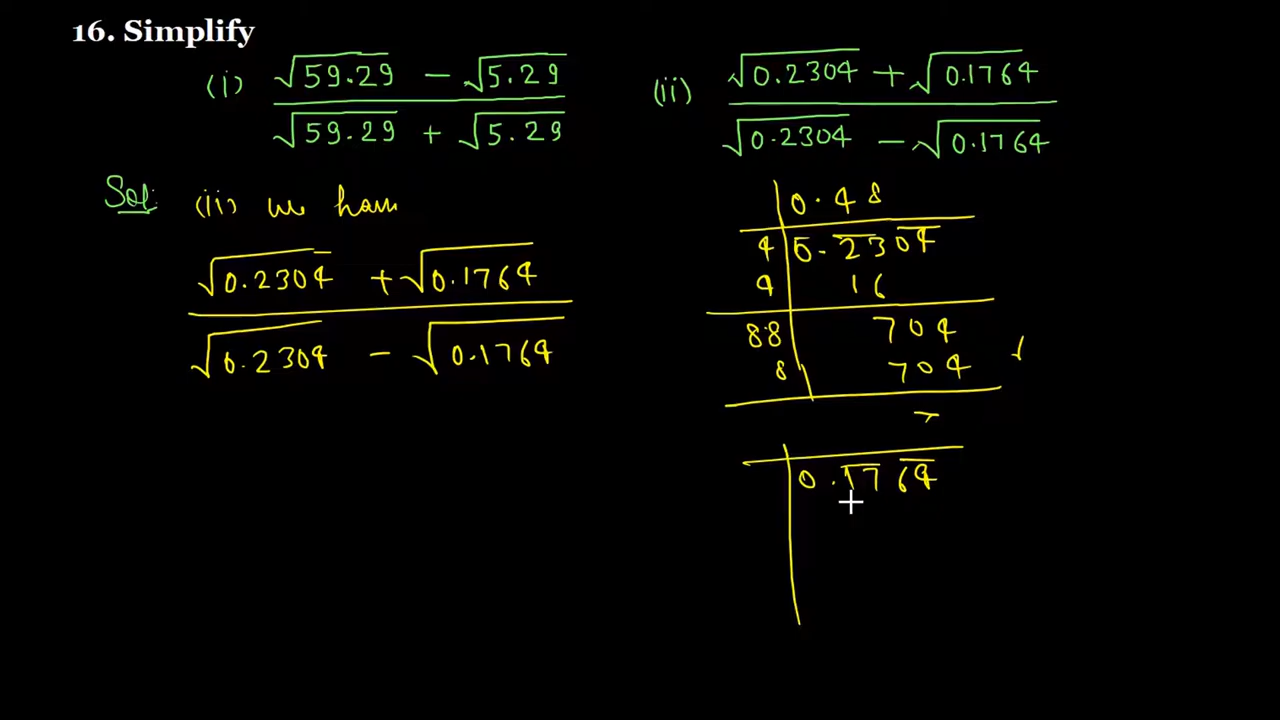 16. Simplify
(i) √59.29 − √5.29 / √59.29 + √5.29
(ii) √0.2304 + √0.1764 / √0.2304 − √0.1764
Sol: (ii) we have
√0.2304 + √0.1764
√0.2304 − √0.1764
0.48
4 0.2304
4 16
88 704
8 704
0.1764